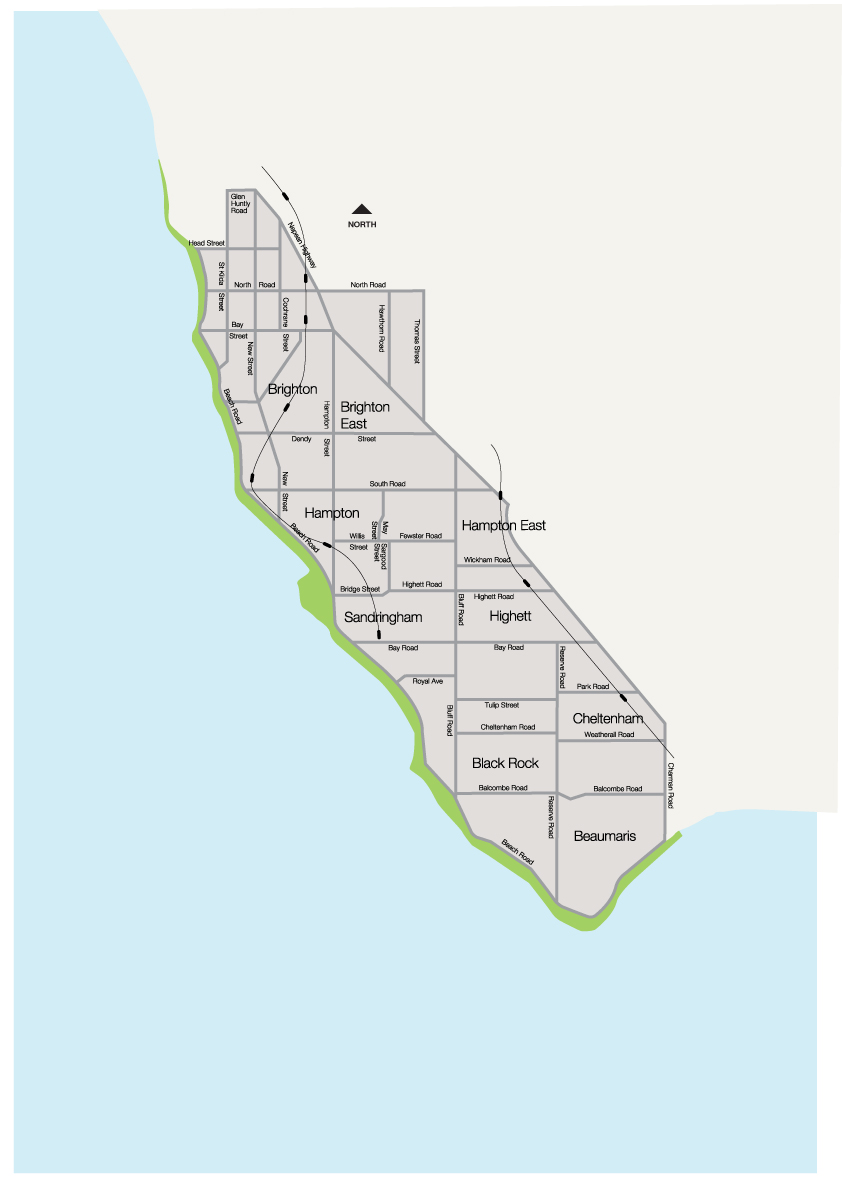 Glen
Huntly
Road
NORTH
Nepean Highway
Head Street
St Kilda
Street
North Road
North Road
Cochrane
Street
Hawthorn Road
Thomas Street
Bay
Street
New Street
Brighton
Beach Road
Hampton
Street
Brighton
East
Dendy
Street
South Road
New
Street
Hampton
Beach Road
Willis
Street
May
Street
Sargood
Street
Fewster Road
Hampton East
Wickham Road
Bridge Street
Highett Road
Highett Road
Bluff Road
Sandringham
Highett
Bay Road
Bay Road
Reserve Road
Royal Ave
Park Road
Bluff Road
Tulip Street
Cheltenham
Cheltenham Road
Weatherall Road
Black Rock
Charman Road
Balcombe Road
Balcombe Road
Reserve Road
Beaumaris
Beach Road